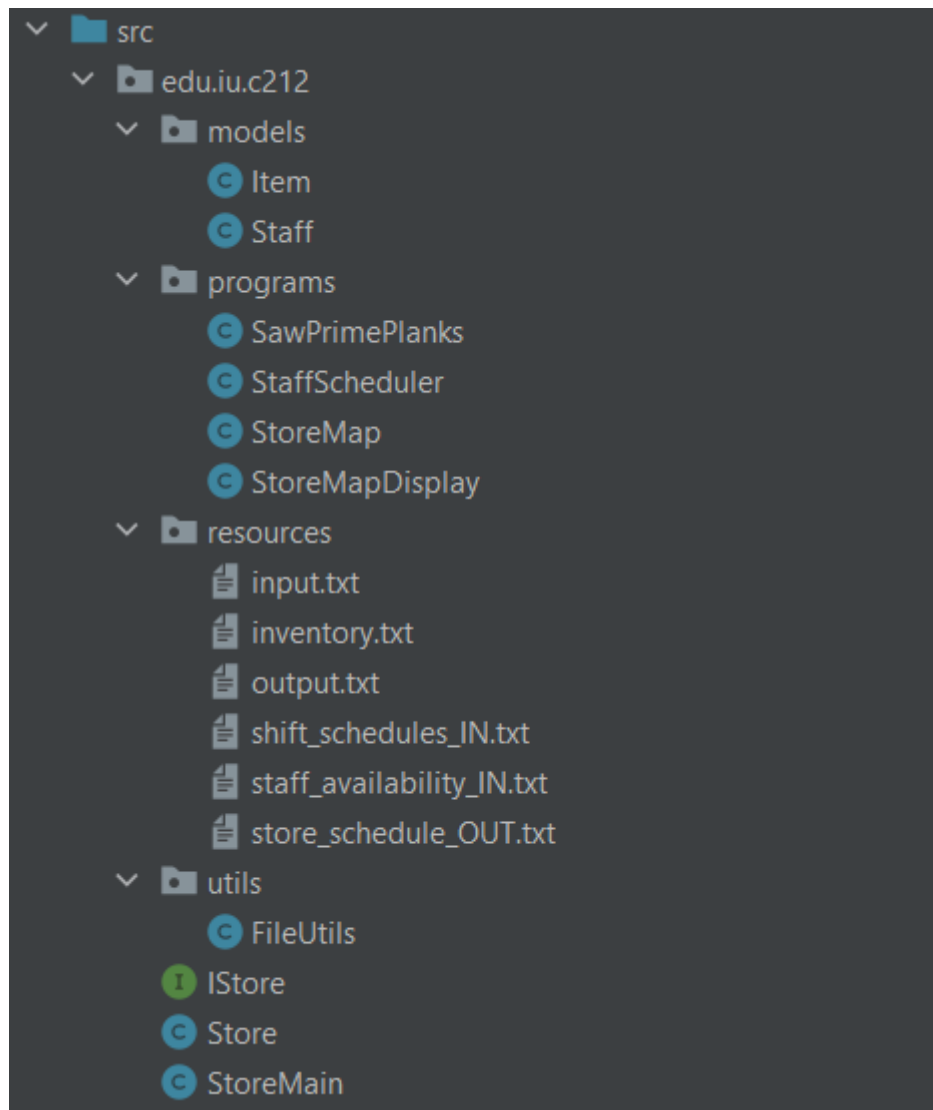 src
edu.iu.c212
models
C Item
C Staff
programs
C SawPrimePlanks
C StaffScheduler
C StoreMap
C StoreMapDisplay
resources
input.txt
inventory.txt
output.txt
shift_schedules_IN.txt
staff_availability_IN.txt
store_schedule_OUT.txt
utils
C FileUtils
I IStore
C Store
C StoreMain